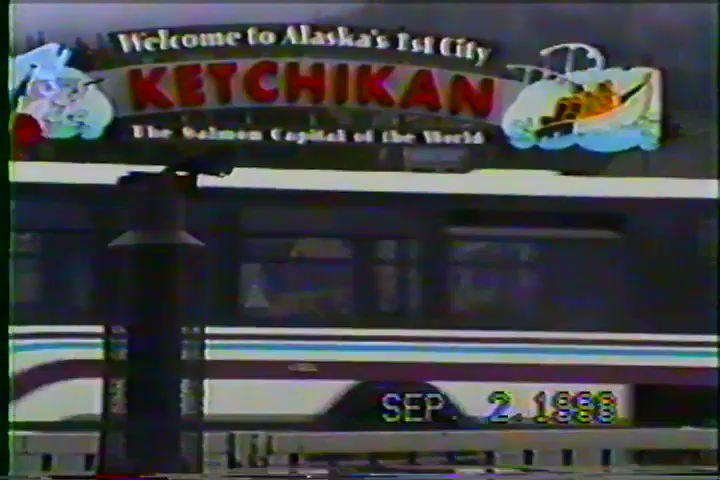 Welcome to Alaska's 1st City
KETCHIKAN
The Salmon Capital of the World
SEP. 2.1998